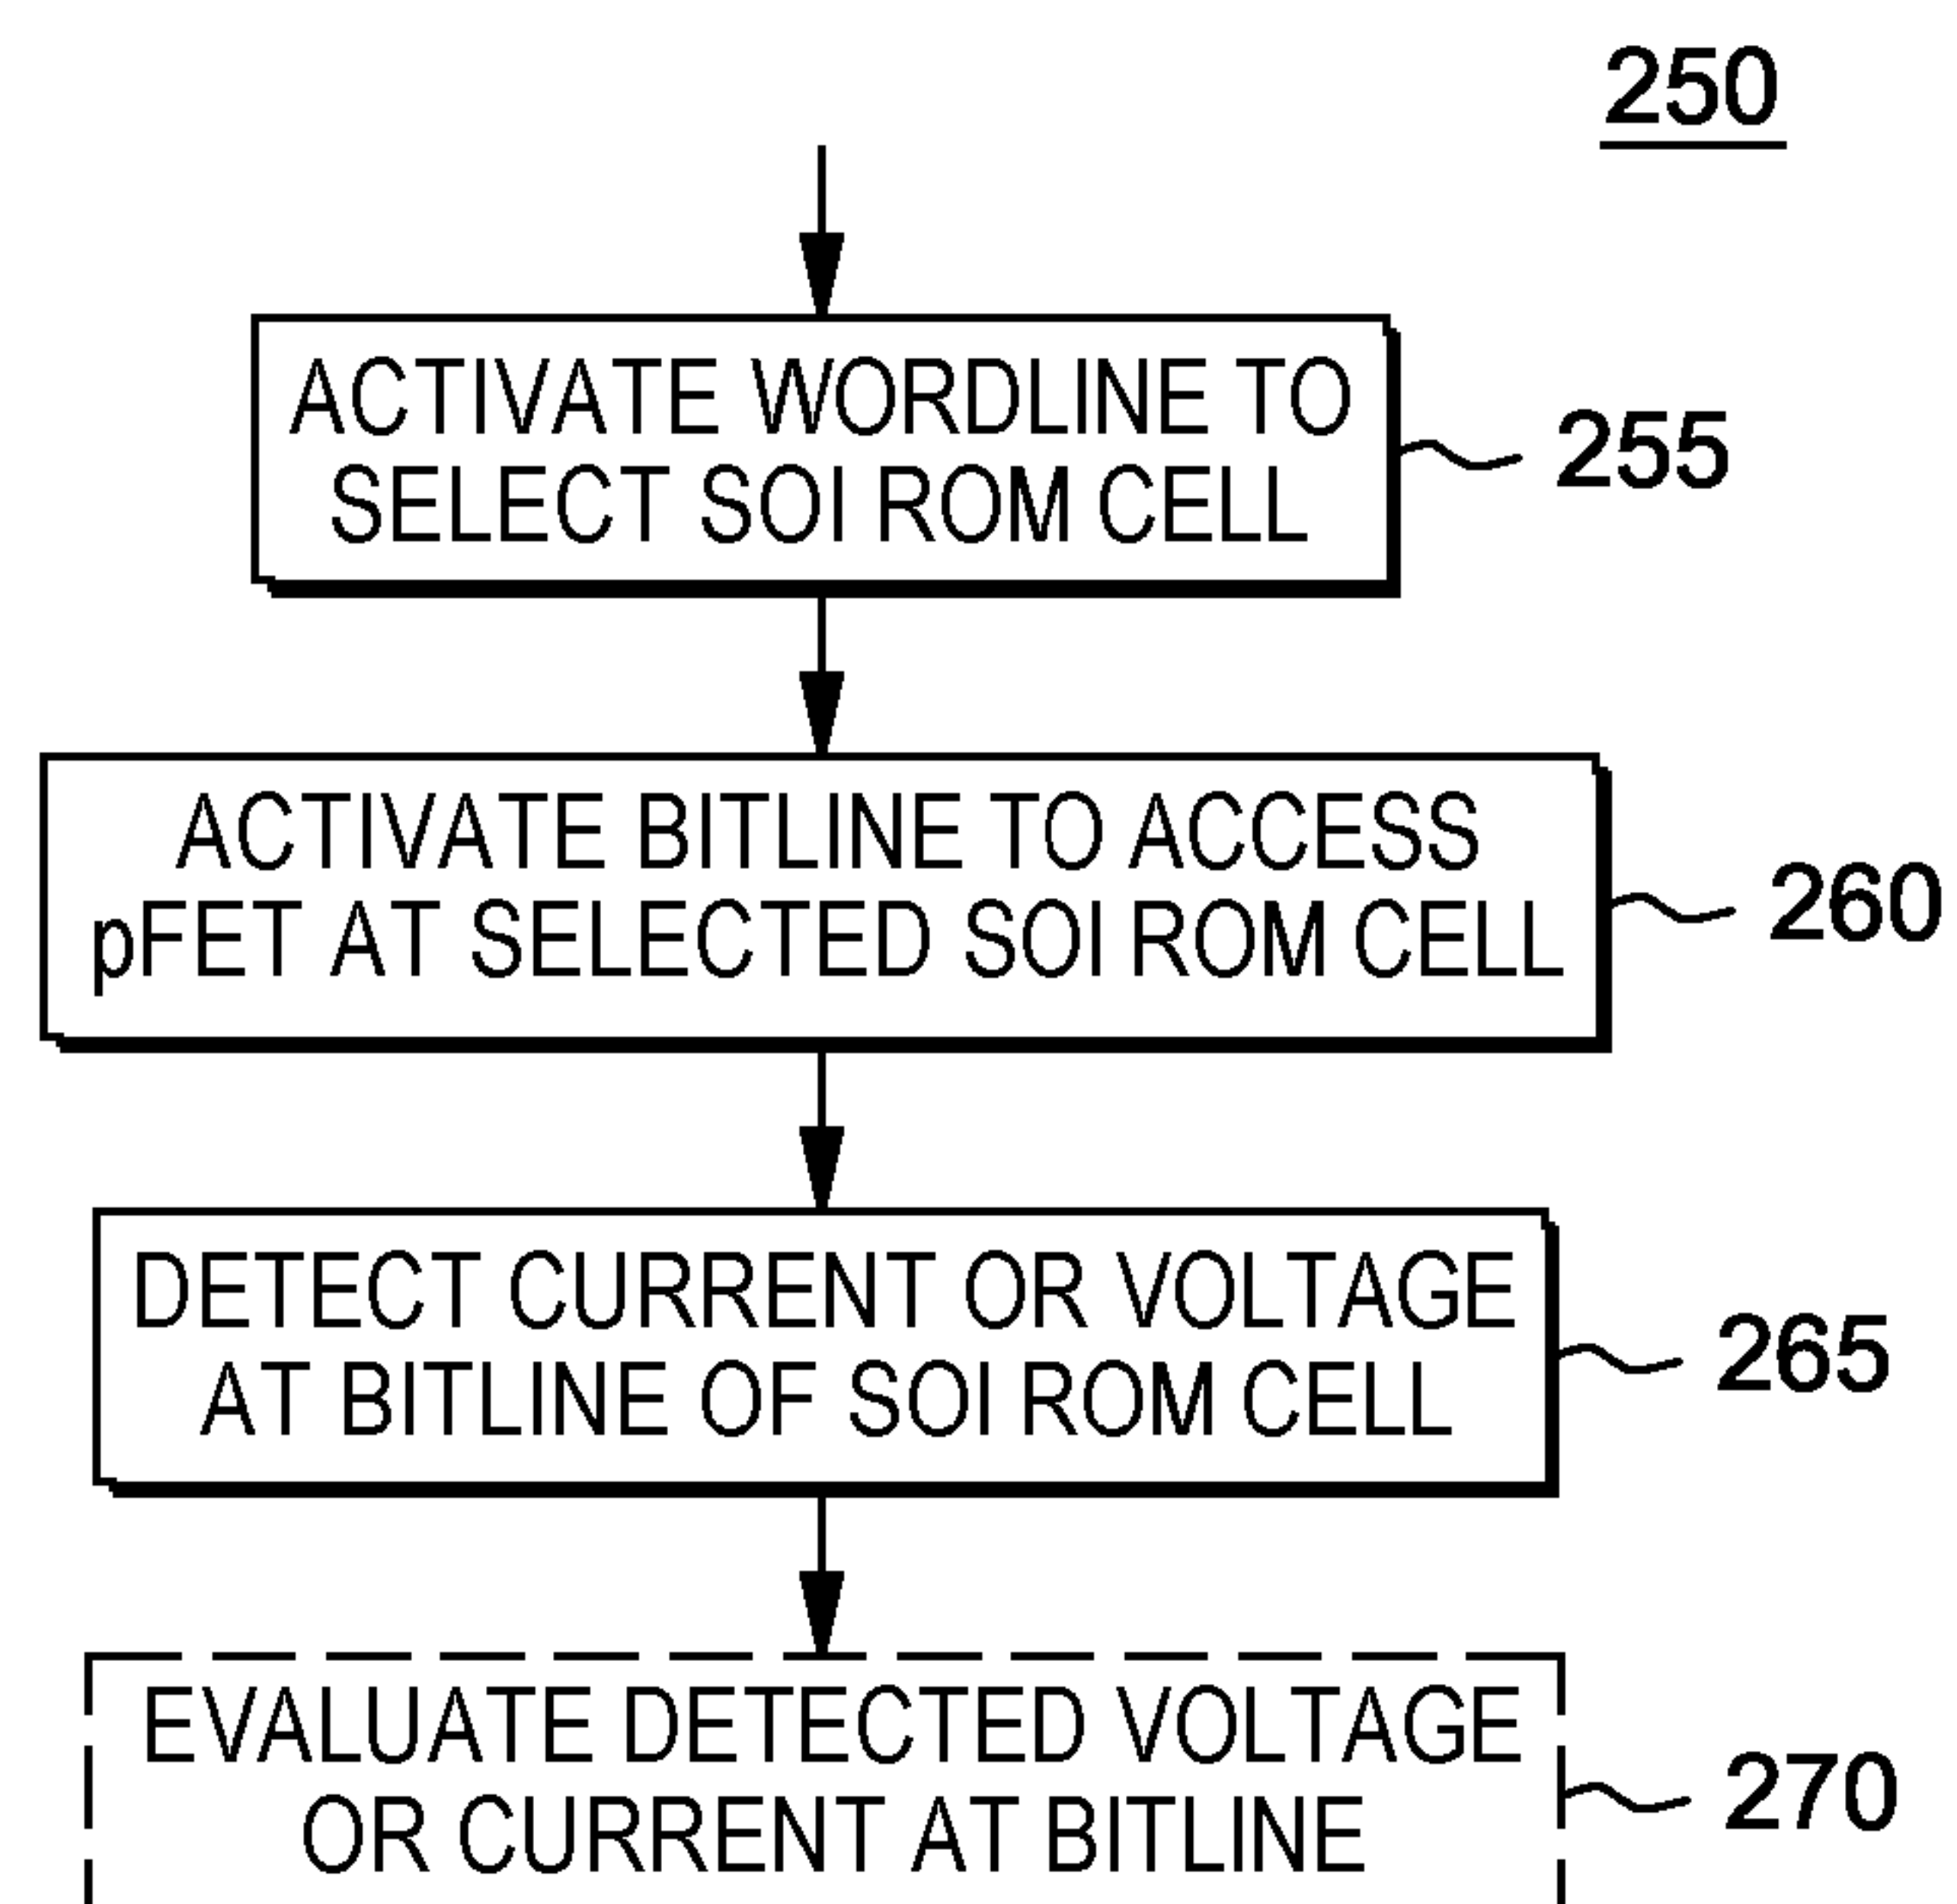 250
ACTIVATE WORDLINE TO
SELECT SOI ROM CELL
255
ACTIVATE BITLINE TO ACCESS
pFET AT SELECTED SOI ROM CELL
260
DETECT CURRENT OR VOLTAGE
AT BITLINE OF SOI ROM CELL
265
EVALUATE DETECTED VOLTAGE
OR CURRENT AT BITLINE
270